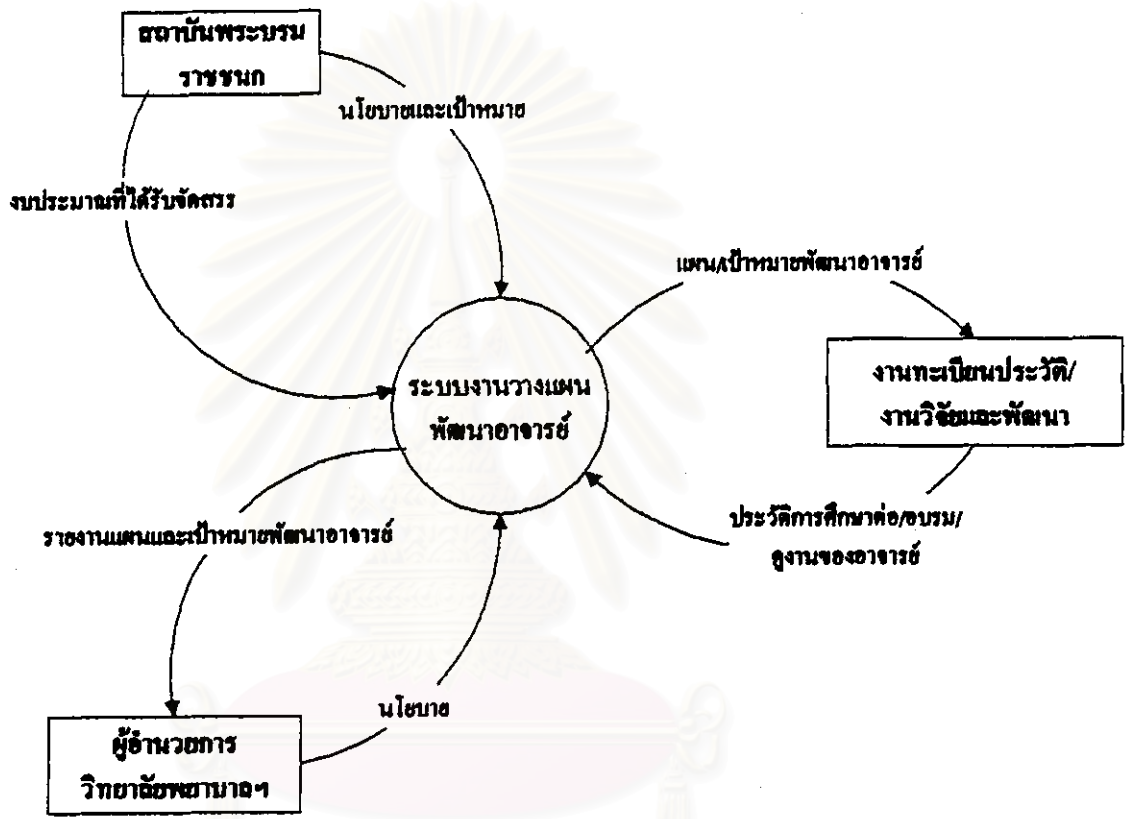 สถาบันพระบรม
ราชชนก
นโยบายและเป้าหมาย
งบประมาณที่ได้รับจัดสรร
แผน/เป้าหมายพัฒนาอาจารย์
ระบบงานวางแผน
พัฒนาอาจารย์
งานทะเบียนประวัติ/
งานวิจัยและพัฒนา
รายงานแผนและเป้าหมายพัฒนาอาจารย์
ประวัติการศึกษาต่อ/อบรม/
ดูงานของอาจารย์
นโยบาย
ผู้อำนวยการ
วิทยาลัยพยาบาลฯ